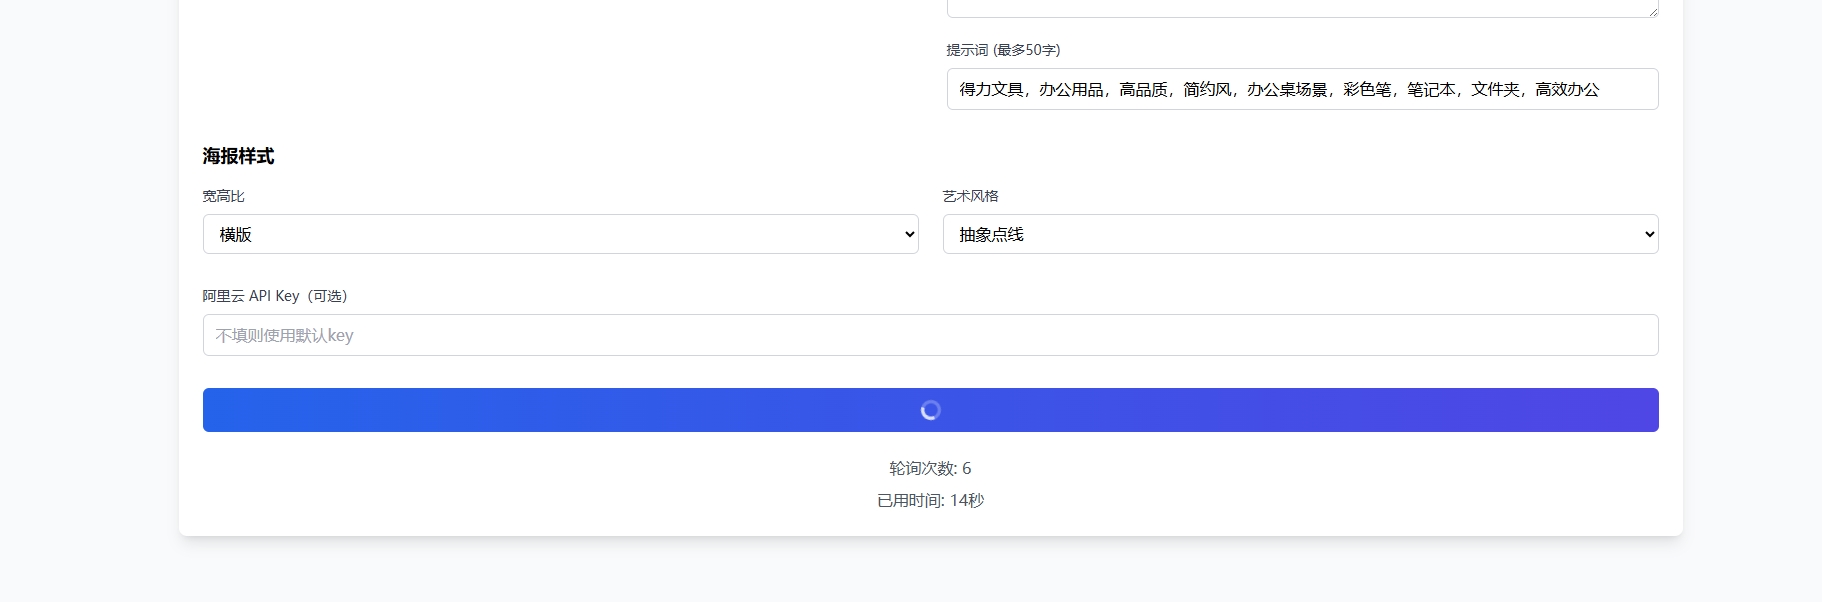 提示词 (最多50字)
得力文具，办公用品，高品质，简约风，办公桌场景，彩色笔，笔记本，文件夹，高效办公
海报样式
宽高比
艺术风格
横版
抽象点线
阿里云 API Key（可选）
不填则使用默认key
轮询次数: 6
已用时间: 14秒